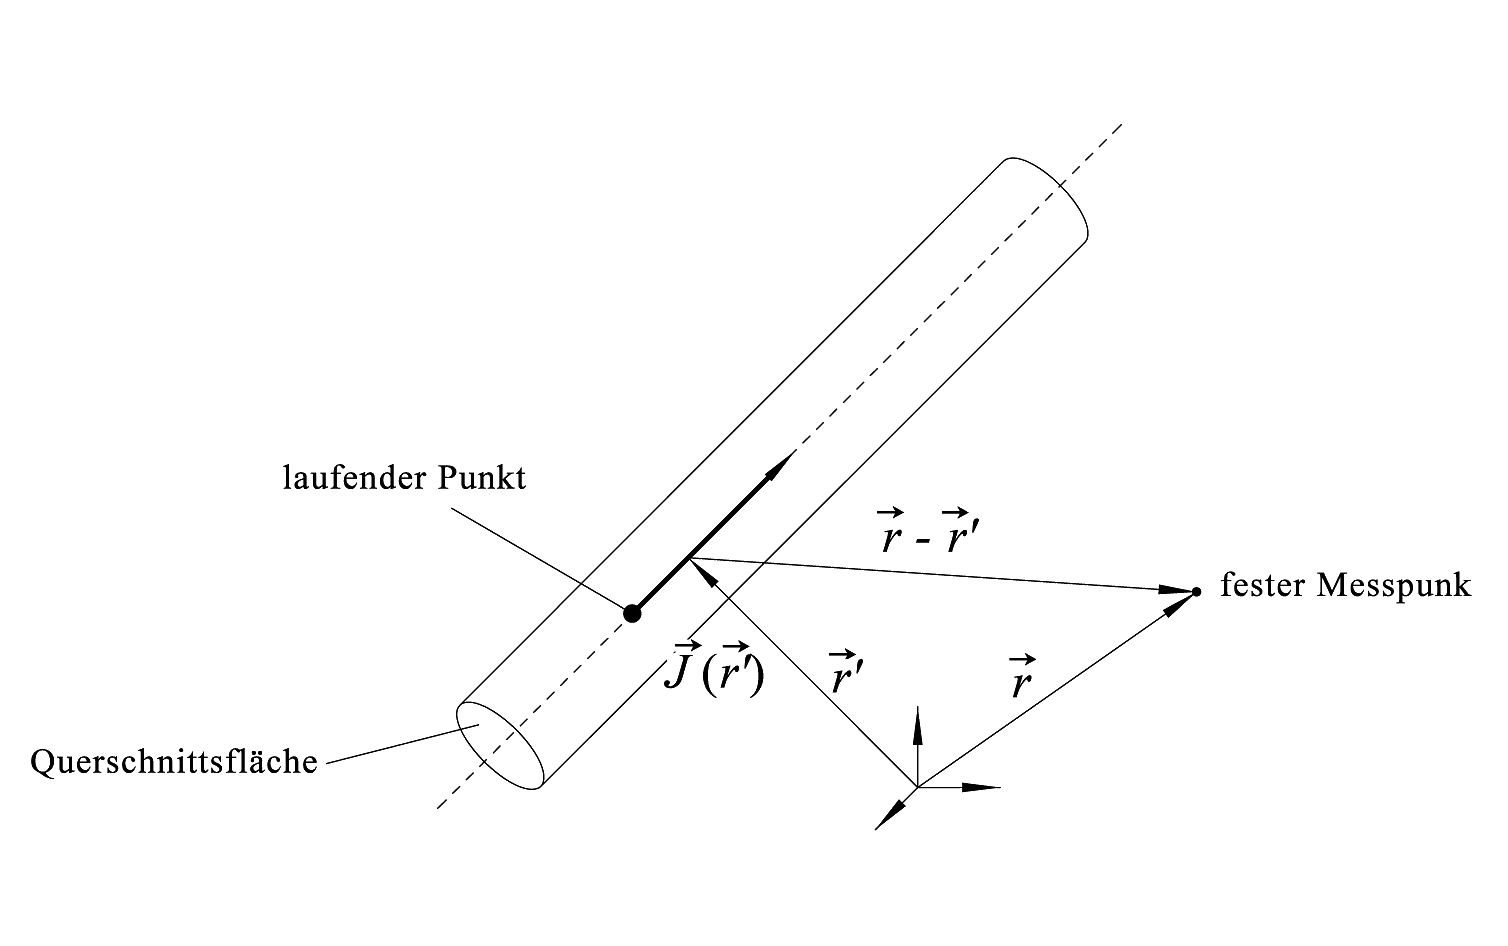 laufender Punkt
r⃗ - r⃗'
fester Messpunk
J⃗(r⃗')
r⃗'
r⃗
Querschnittsfläche